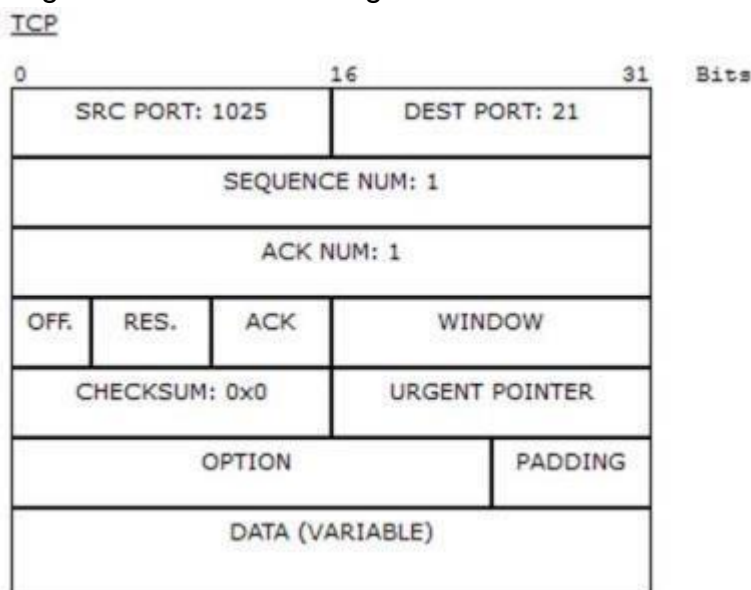 TCP
0 16 31 Bits
SRC PORT: 1025 DEST PORT: 21
SEQUENCE NUM: 1
ACK NUM: 1
OFF. RES. ACK WINDOW
CHECKSUM: 0x0 URGENT POINTER
OPTION PADDING
DATA (VARIABLE)